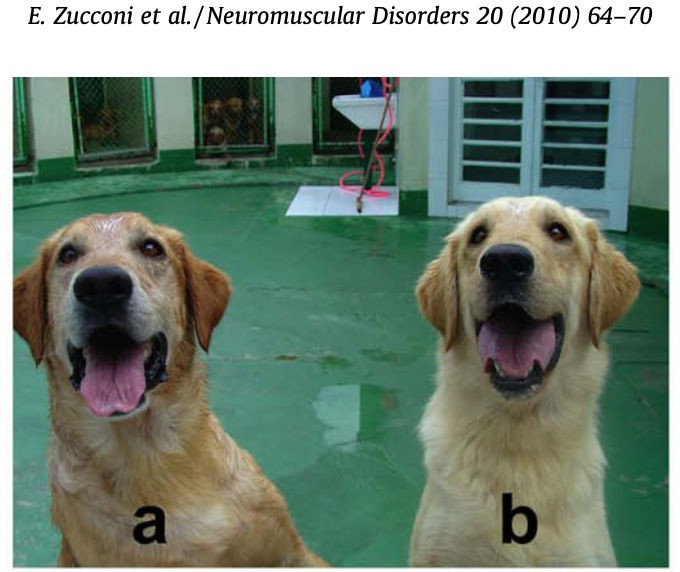 E. Zucconi et al./Neuromuscular Disorders 20 (2010) 64–70
a
b